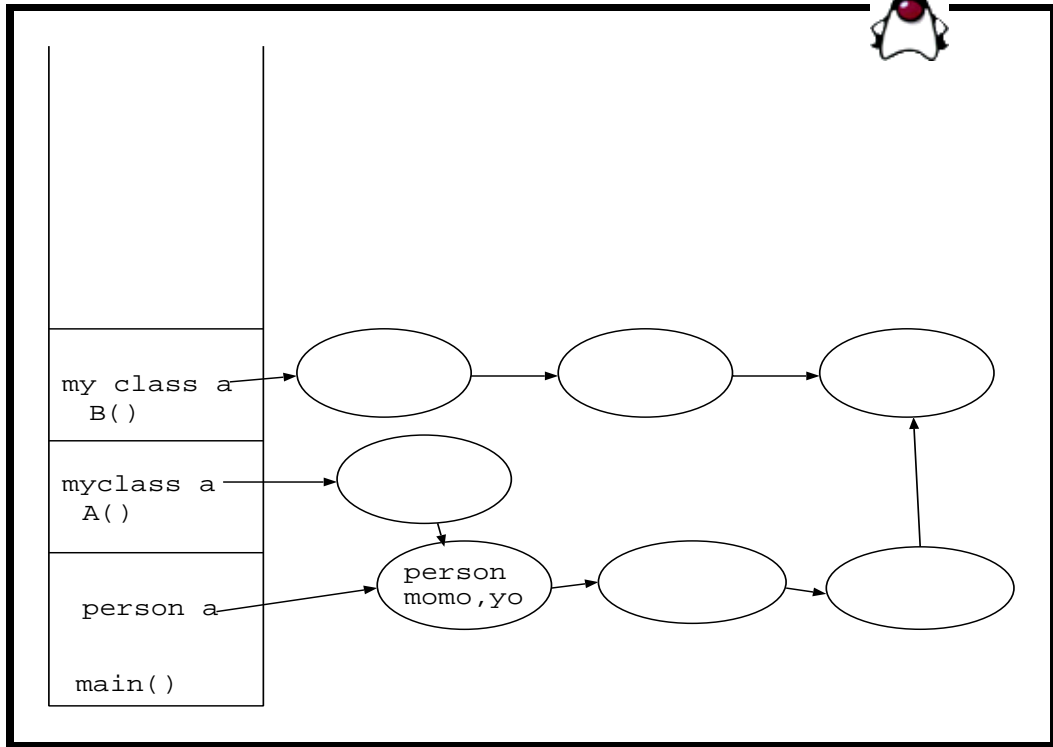 my class a
B()
myclass a
A()
person
momo,yo
person a
main()